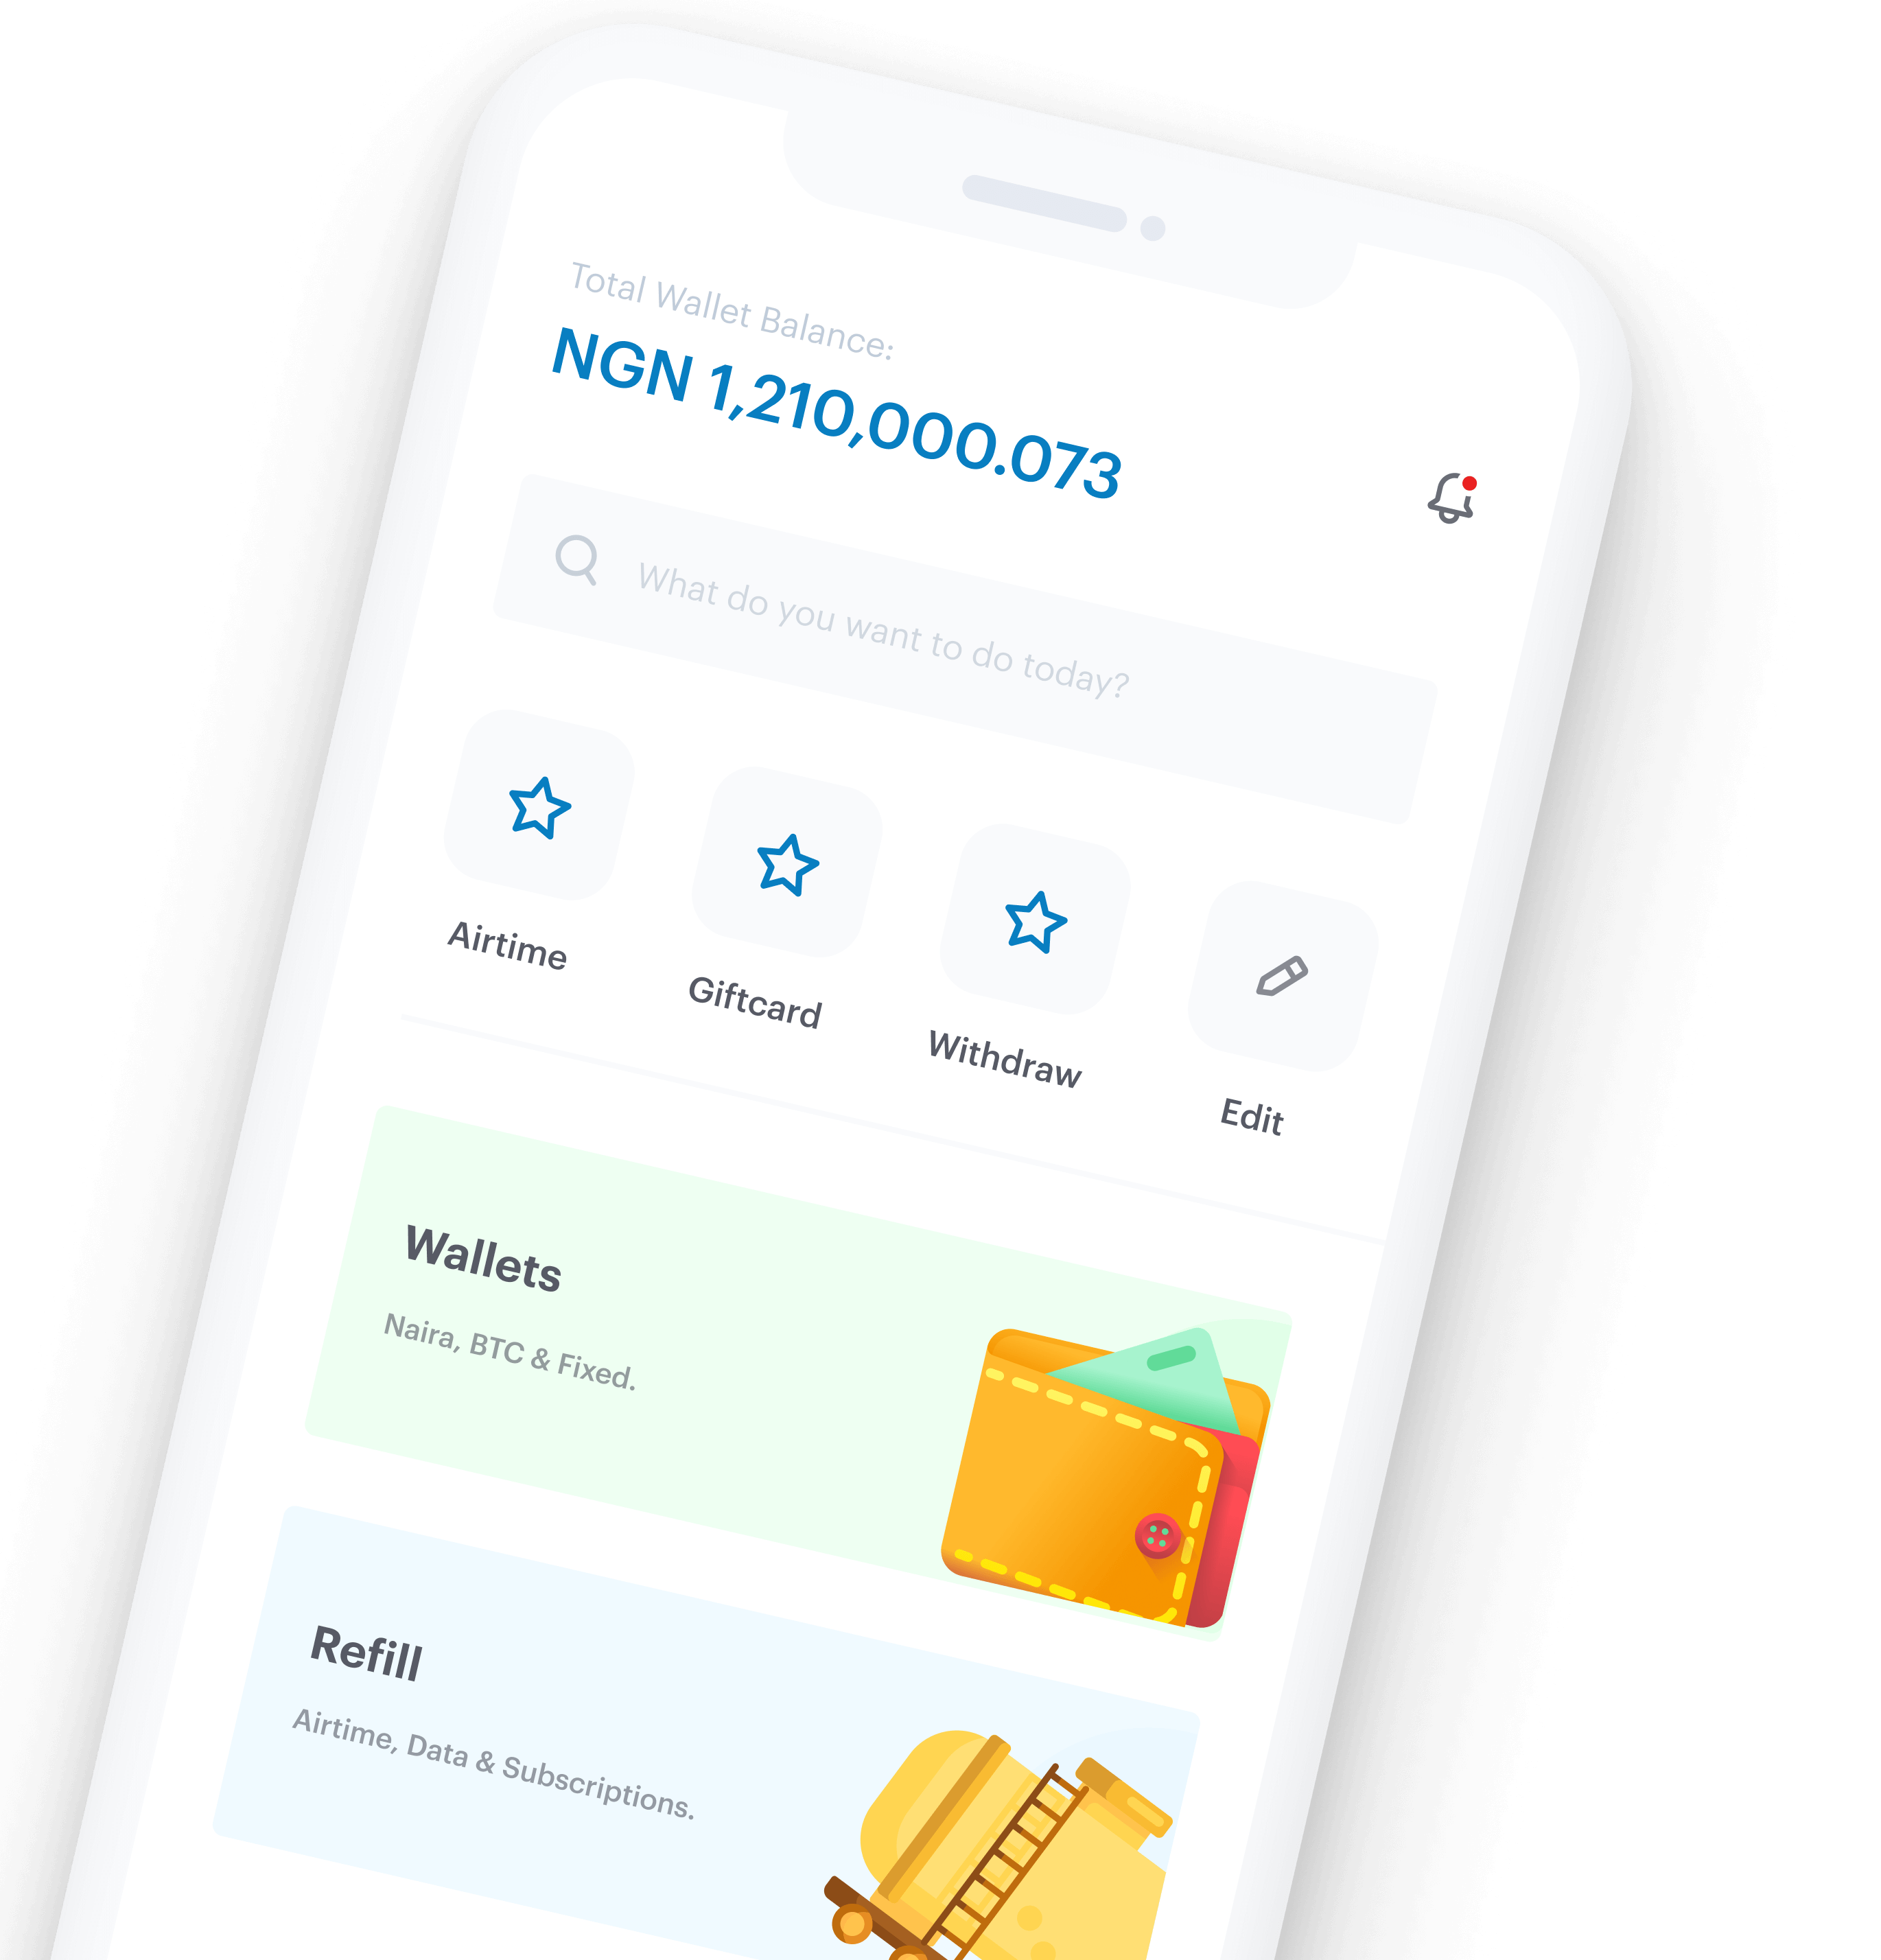 Total Wallet Balance:
NGN 1,210,000.073
What do you want to do today?
Airtime
Giftcard
Withdraw
Edit
Wallets
Naira, BTC & Fixed.
Refill
Airtime, Data & Subscriptions.